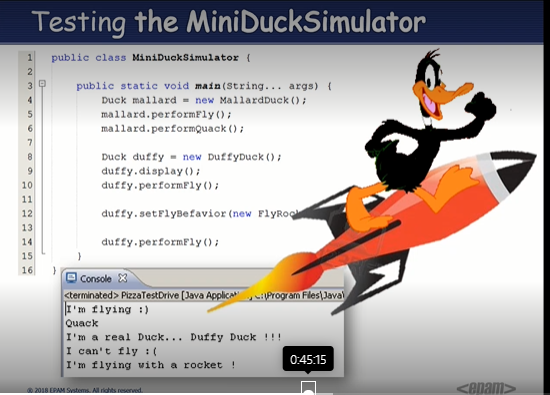 Testing the MiniDuckSimulator
1 public class MiniDuckSimulator {
2
3 public static void main(String... args) {
4 Duck mallard = new MallardDuck();
5 mallard.performFly();
6 mallard.performQuack();
7
8 Duck duffy = new DuffyDuck();
9 duffy.display();
10 duffy.performFly();
11
12 duffy.setFlyBefavior(new FlyRoc
13
14 duffy.performFly();
15 }
16 }
Console
<terminated> PizzaTestDrive [Java Applicat C:\Program Files\Java\
I'm flying :)
Quack
I'm a real Duck... Duffy Duck !!!
I can't fly :(
I'm flying with a rocket !
0:45:15
© 2018 EPAM Systems. All rights reserved.
<epam>